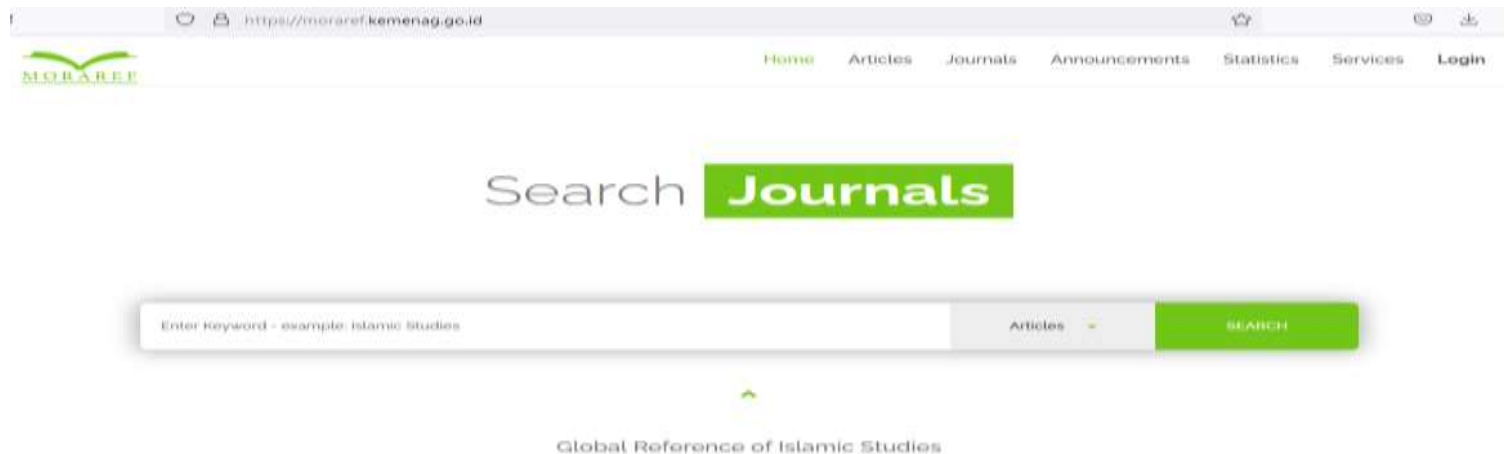 https://moraref.kemenag.go.id
MORAREF
Home Articles Journals Announcements Statistics Services Login
Search Journals
Enter Keyword - example: Islamic Studies
Articles
SEARCH
Global Reference of Islamic Studies